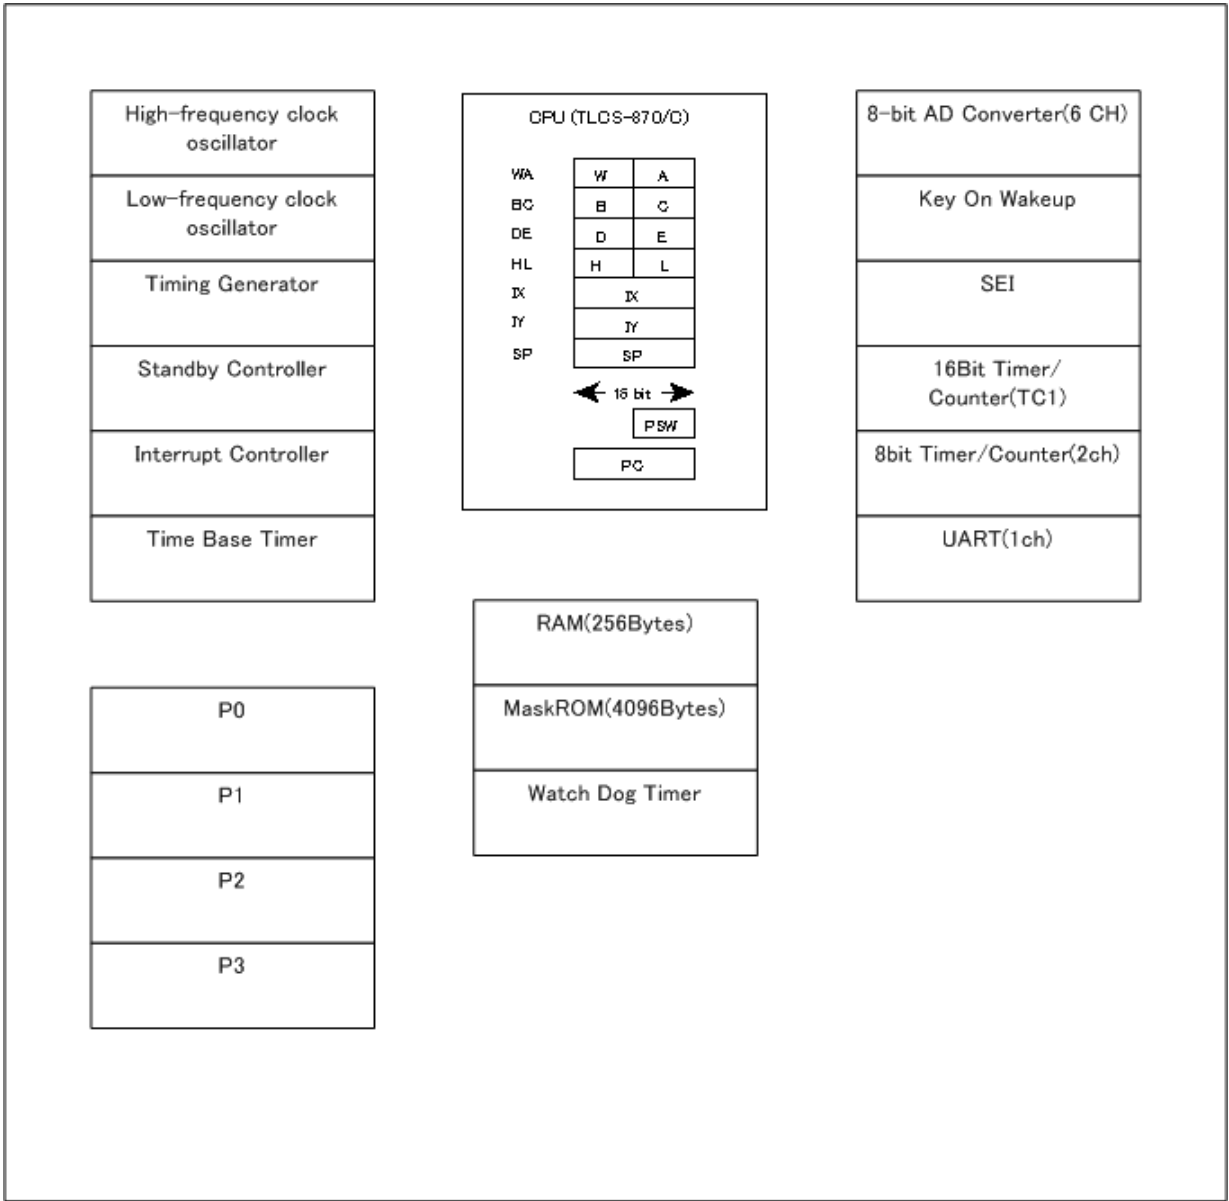 High-frequency clock
oscillator
Low-frequency clock
oscillator
Timing Generator
Standby Controller
Interrupt Controller
Time Base Timer
P0
P1
P2
P3
CPU (TLCS-870/C)
WA W A
BC B C
DE D E
HL H L
IX IX
IY IY
SP SP
16 bit
PSW
PC
RAM(256Bytes)
MaskROM(4096Bytes)
Watch Dog Timer
8-bit AD Converter(6 CH)
Key On Wakeup
SEI
16Bit Timer/
Counter(TC1)
8bit Timer/Counter(2ch)
UART(1ch)